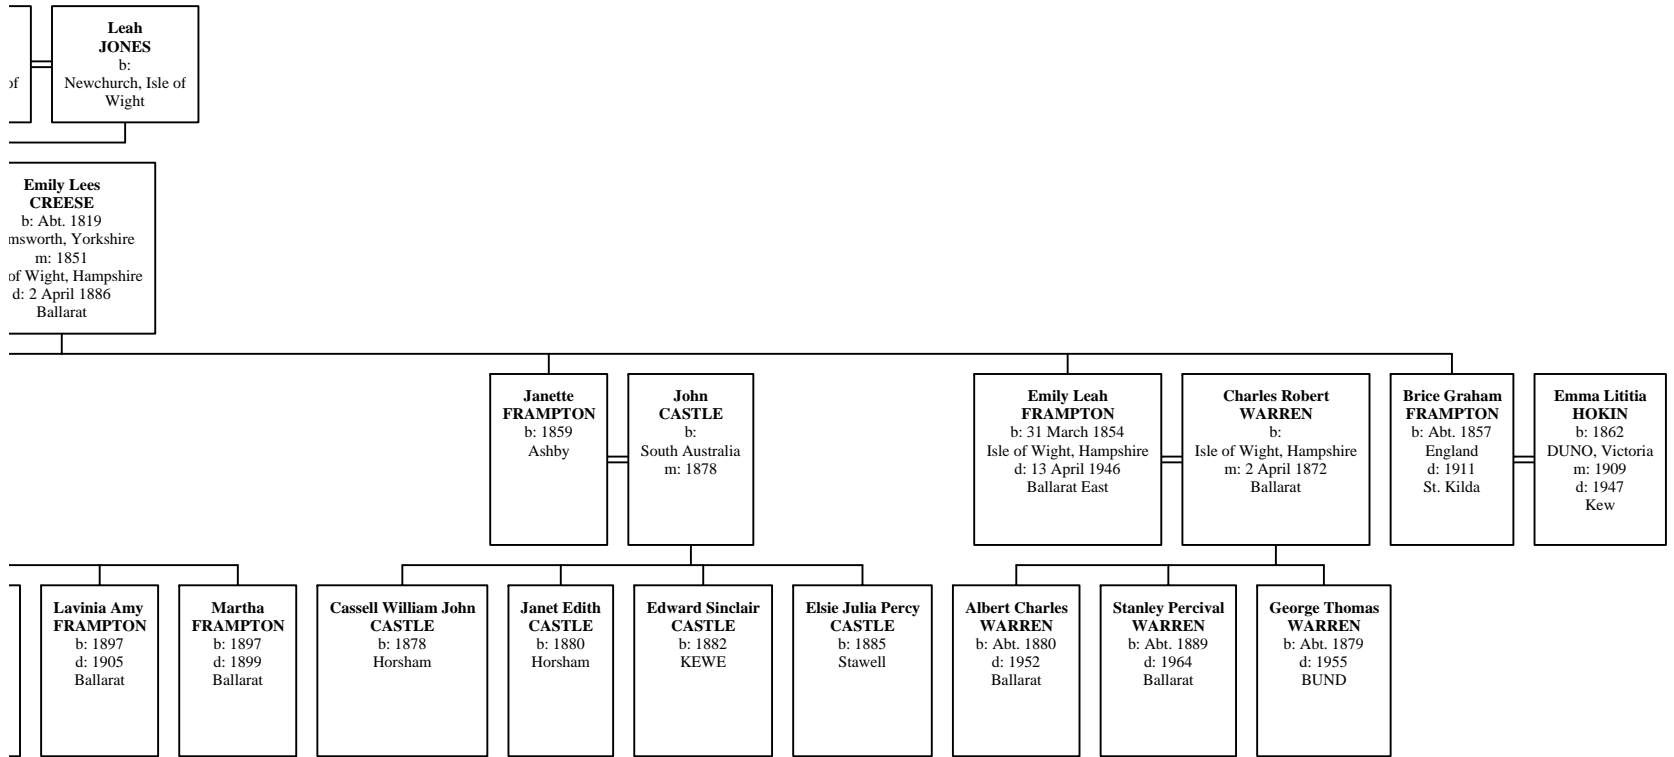 Leah
JONES
b:
Newchurch, Isle of
Wight
of
Emily Lees
CREESE
b: Abt. 1819
msworth, Yorkshire
m: 1851
of Wight, Hampshire
d: 2 April 1886
Ballarat
Janette
FRAMPTON
b: 1859
Ashby
John
CASTLE
b:
South Australia
m: 1878
Emily Leah
FRAMPTON
b: 31 March 1854
Isle of Wight, Hampshire
d: 13 April 1946
Ballarat East
Charles Robert
WARREN
b:
Isle of Wight, Hampshire
m: 2 April 1872
Ballarat
Brice Graham
FRAMPTON
b: Abt. 1857
England
d: 1911
St. Kilda
Emma Lititia
HOKIN
b: 1862
DUNO, Victoria
m: 1909
d: 1947
Kew
Lavinia Amy
FRAMPTON
b: 1897
d: 1905
Ballarat
Martha
FRAMPTON
b: 1897
d: 1899
Ballarat
Cassell William John
CASTLE
b: 1878
Horsham
Janet Edith
CASTLE
b: 1880
Horsham
Edward Sinclair
CASTLE
b: 1882
KEWE
Elsie Julia Percy
CASTLE
b: 1885
Stawell
Albert Charles
WARREN
b: Abt. 1880
d: 1952
Ballarat
Stanley Percival
WARREN
b: Abt. 1889
d: 1964
Ballarat
George Thomas
WARREN
b: Abt. 1879
d: 1955
BUND